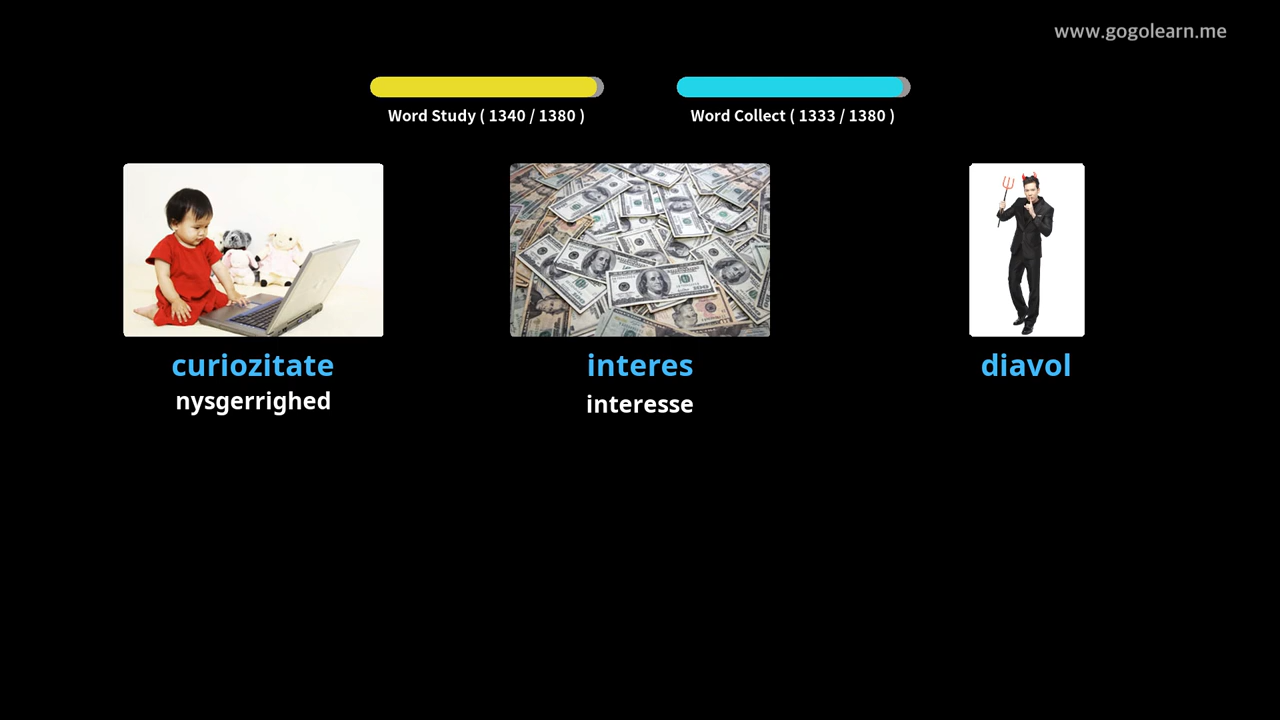 www.gogolearn.me
Word Study ( 1340 / 1380 )
Word Collect ( 1333 / 1380 )
curiozitate
nysgerrighed
interes
interesse
diavol